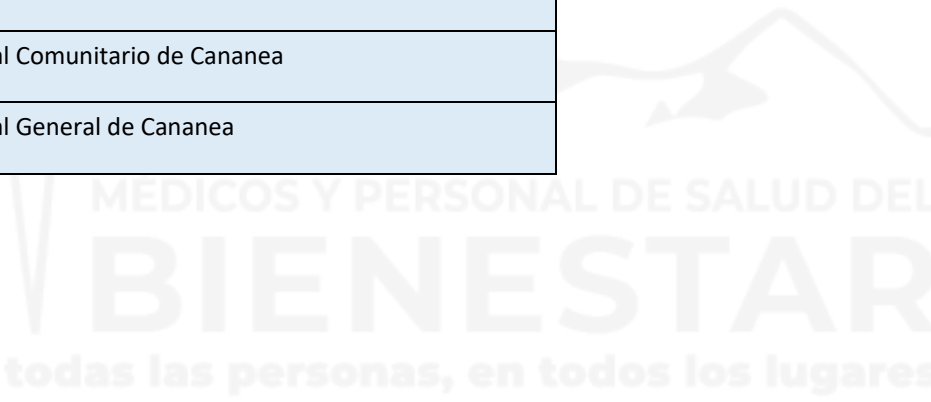 al Comunitario de Cananea
al General de Cananea
MEDICOS Y PERSONAL DE SALUD DEL
BIENESTAR
todas las personas, en todos los lugares